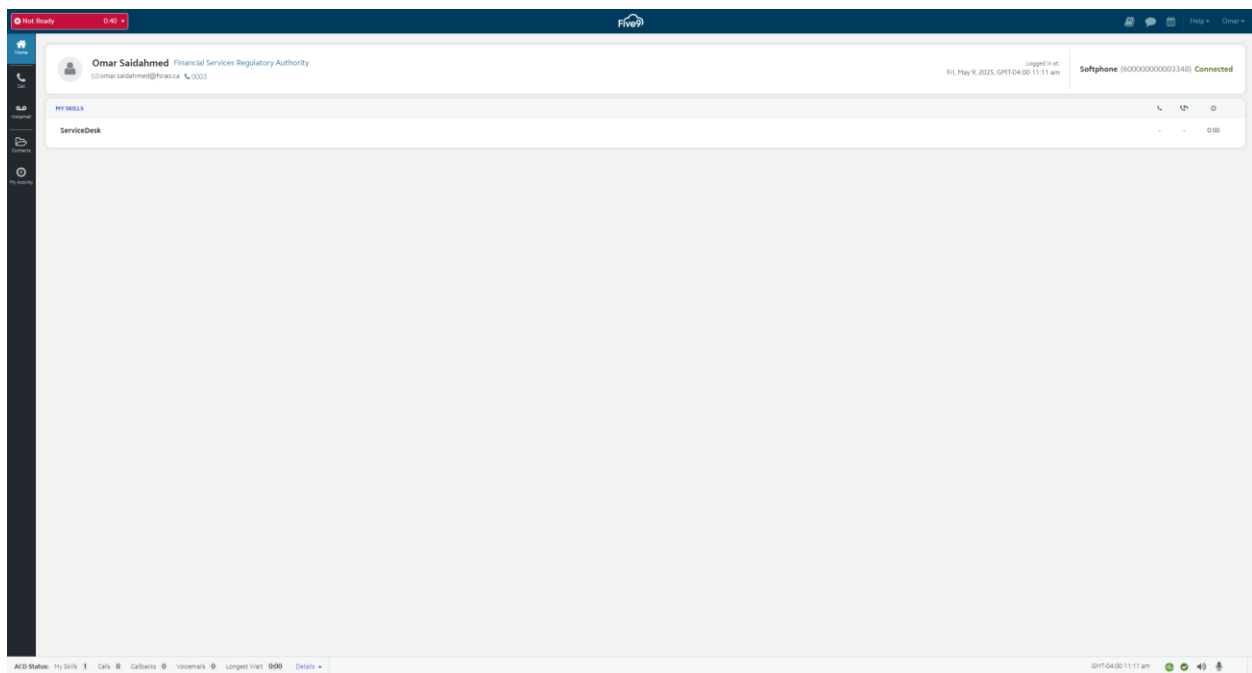 Not Ready 0:40
Five9
Help Omar
Home
Call
Voicemail
Contacts
My Activity
Omar Saidahmed Financial Services Regulatory Authority
omar.saidahmed@fsrao.ca 0003
Logged in at:
Fri, May 9, 2025, GMT-04:00 11:11 am
Softphone (600000000003348) Connected
MY SKILLS
ServiceDesk - - 0:00
ACD Status: My Skills 1 Calls 0 Callbacks 0 Voicemails 0 Longest Wait 0:00 Details
GMT-04:00 11:11 am